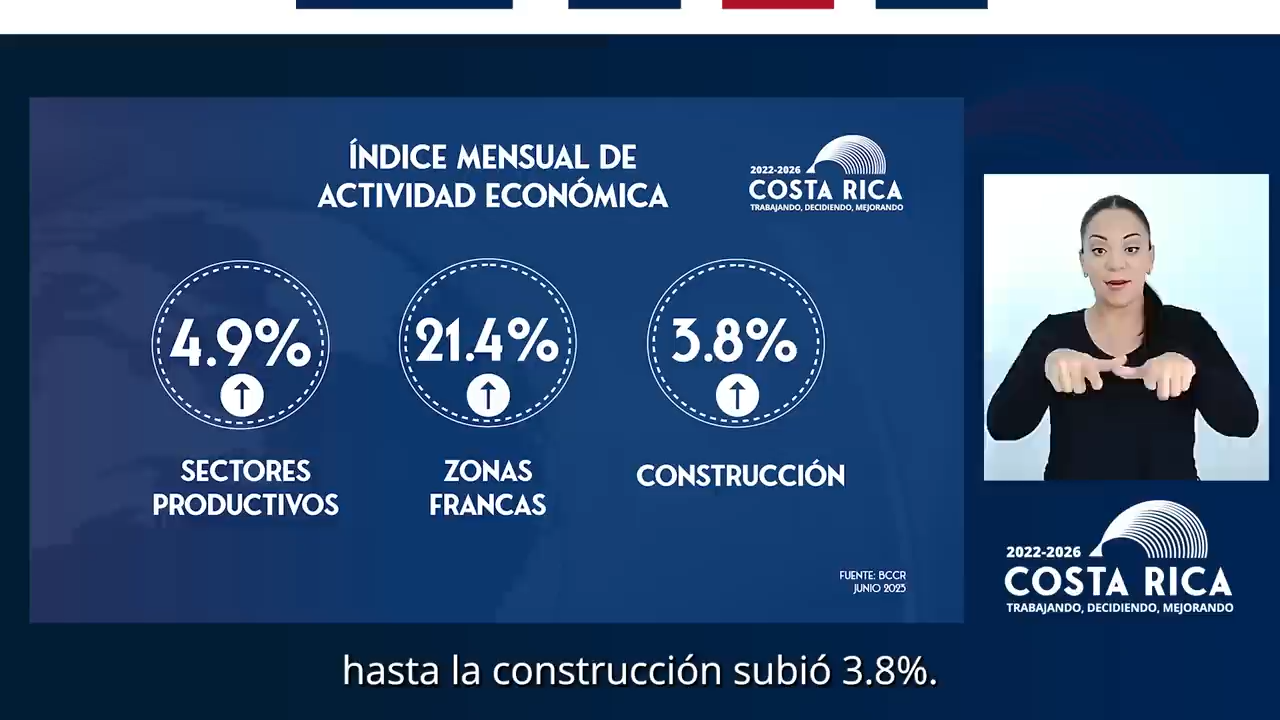 ÍNDICE MENSUAL DE
ACTIVIDAD ECONÓMICA
2022-2026
COSTA RICA
TRABAJANDO, DECIDIENDO, MEJORANDO
4.9%
21.4%
3.8%
SECTORES
PRODUCTIVOS
ZONAS
FRANCAS
CONSTRUCCIÓN
FUENTE: BCCR
JUNIO 2023
2022-2026
COSTA RICA
TRABAJANDO, DECIDIENDO, MEJORANDO
hasta la construcción subió 3.8%.